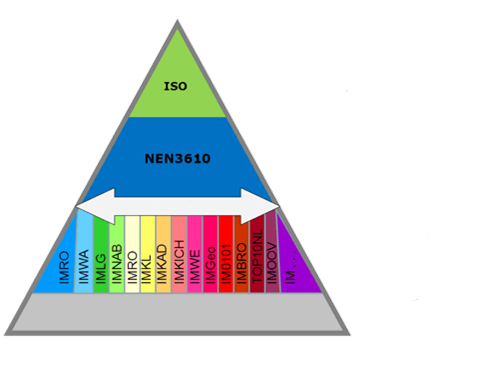 ISO
NEN3610
IMRO
IMWA
IMLG
IMNAB
IMRO
IMKL
IMKAD
IMKICH
IMWE
IMGeo
IM0101
IMBRO
TOP10NL
IMOOV
IM...